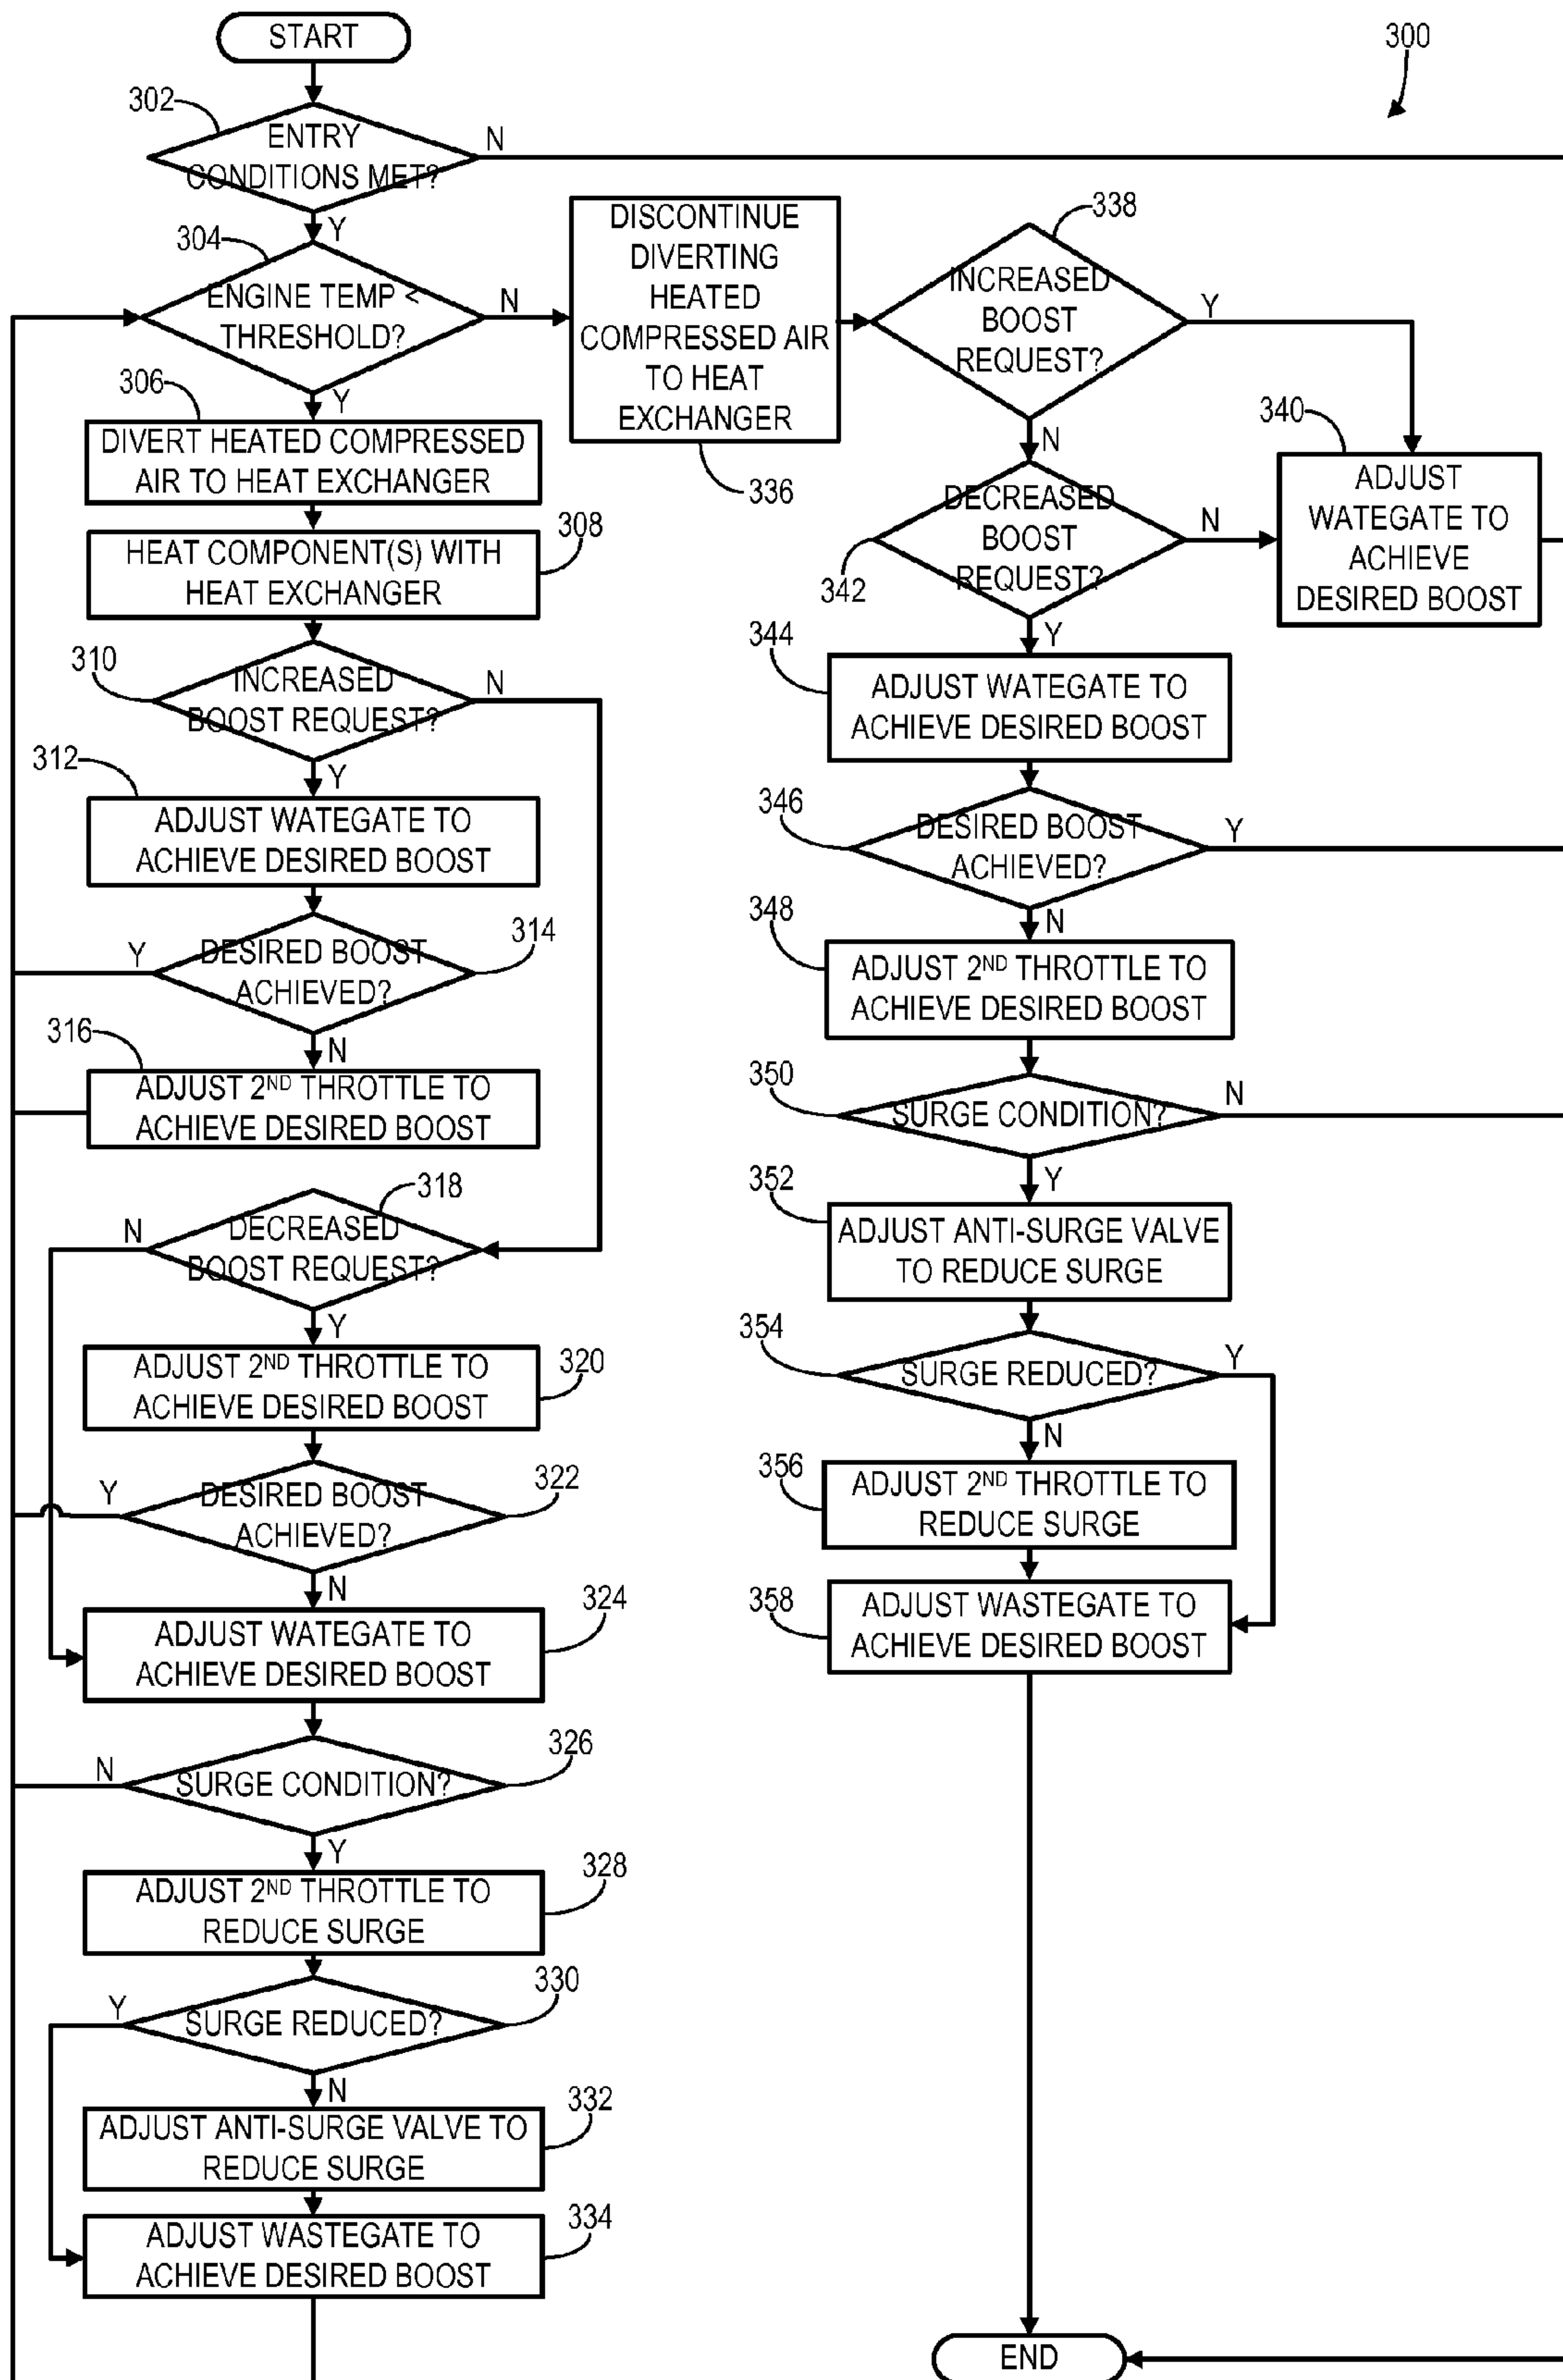 START
300
302
ENTRY
CONDITIONS MET?
N
Y
304
ENGINE TEMP <
THRESHOLD?
N
Y
306
DIVERT HEATED COMPRESSED
AIR TO HEAT EXCHANGER
308
HEAT COMPONENT(S) WITH
HEAT EXCHANGER
310
INCREASED
BOOST REQUEST?
N
Y
312
ADJUST WATEGATE TO
ACHIEVE DESIRED BOOST
314
DESIRED BOOST
ACHIEVED?
Y
N
316
ADJUST 2ND THROTTLE TO
ACHIEVE DESIRED BOOST
318
DECREASED
BOOST REQUEST?
N
Y
320
ADJUST 2ND THROTTLE TO
ACHIEVE DESIRED BOOST
322
DESIRED BOOST
ACHIEVED?
Y
N
324
ADJUST WATEGATE TO
ACHIEVE DESIRED BOOST
326
SURGE CONDITION?
N
Y
328
ADJUST 2ND THROTTLE TO
REDUCE SURGE
330
SURGE REDUCED?
Y
N
332
ADJUST ANTI-SURGE VALVE TO
REDUCE SURGE
334
ADJUST WASTEGATE TO
ACHIEVE DESIRED BOOST
DISCONTINUE
DIVERTING
HEATED
COMPRESSED AIR
TO HEAT
EXCHANGER
336
338
INCREASED
BOOST
REQUEST?
Y
N
340
ADJUST
WATEGATE TO
ACHIEVE
DESIRED BOOST
342
DECREASED
BOOST
REQUEST?
N
Y
344
ADJUST WATEGATE TO
ACHIEVE DESIRED BOOST
346
DESIRED BOOST
ACHIEVED?
Y
N
348
ADJUST 2ND THROTTLE TO
ACHIEVE DESIRED BOOST
350
SURGE CONDITION?
N
Y
352
ADJUST ANTI-SURGE VALVE
TO REDUCE SURGE
354
SURGE REDUCED?
Y
N
356
ADJUST 2ND THROTTLE TO
REDUCE SURGE
358
ADJUST WASTEGATE TO
ACHIEVE DESIRED BOOST
END